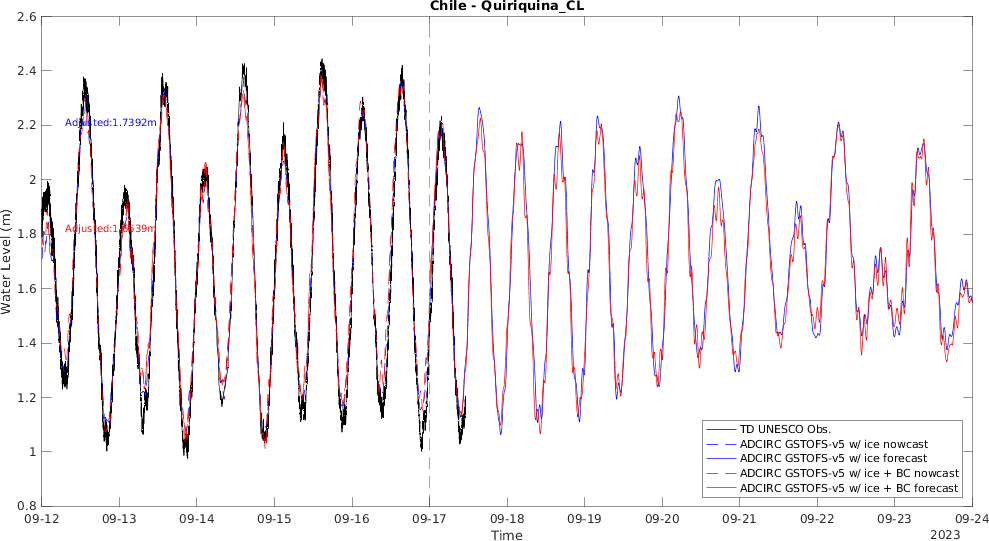 Chile - Quiriquina_CL
2.6
2.4
2.2
2
1.8
1.6
1.4
1.2
1
0.8
Water Level (m)
Adjusted:1.7392m
TD UNESCO Obs.
ADCIRC GSTOFS-v5 w/ ice nowcast
ADCIRC GSTOFS-v5 w/ ice forecast
ADCIRC GSTOFS-v5 w/ ice + BC nowcast
ADCIRC GSTOFS-v5 w/ ice + BC forecast
09-12 09-13 09-14 09-15 09-16 09-17 09-18 09-19 09-20 09-21 09-22 09-23 09-24
Time
2023